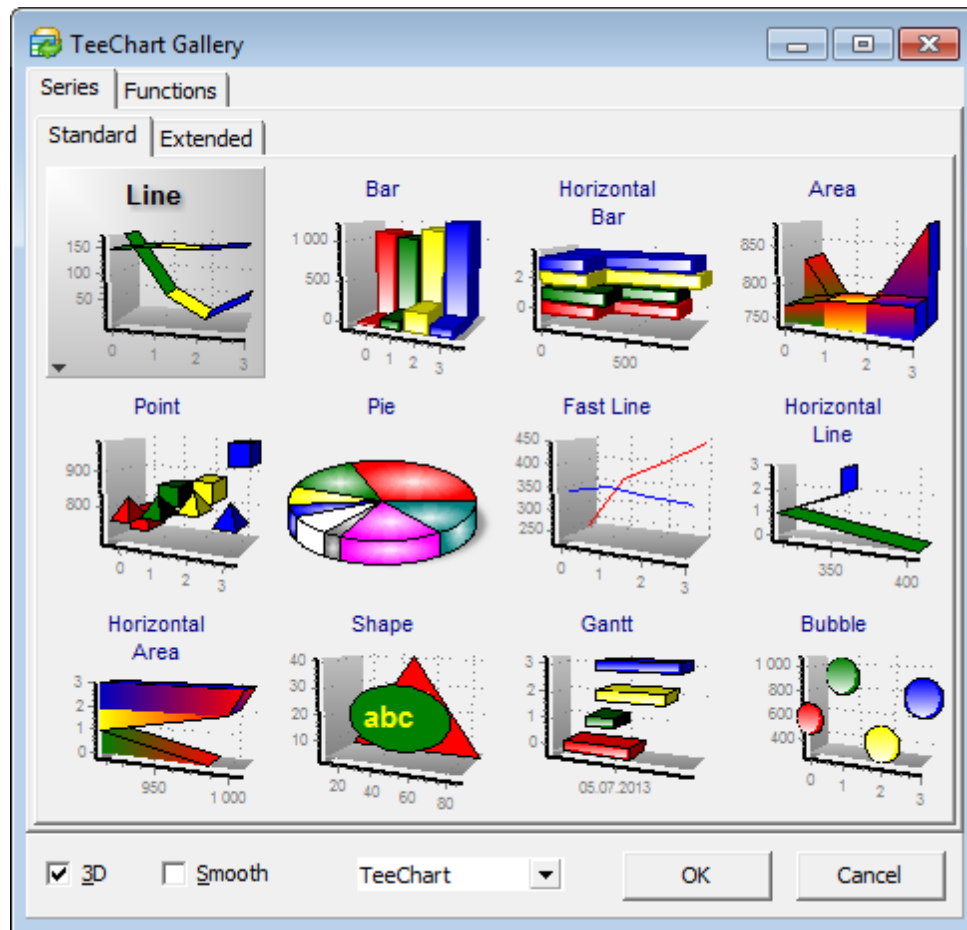 TeeChart Gallery
Series
Functions
Standard
Extended
Line
150
100
50
0
1
2
3
Bar
1 000
500
0
0
1
2
3
Horizontal
Bar
2
0
0
500
Area
850
800
750
0
1
2
3
Point
900
800
0
1
2
3
Pie
Fast Line
450
400
350
300
250
0
1
2
3
Horizontal
Line
3
2
1
0
350
400
Horizontal
Area
3
2
1
0
950
1 000
Shape
40
30
20
10
abc
20
40
60
80
Gantt
3
2
1
0
05.07.2013
Bubble
1 000
800
600
400
0
1
2
3
3D
Smooth
TeeChart
OK
Cancel